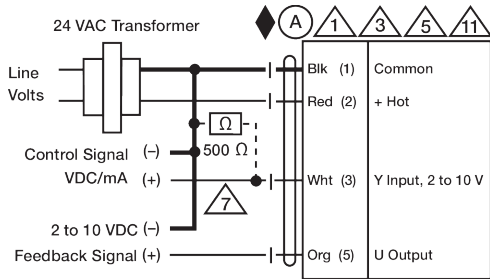 24 VAC Transformer
A 1 3 5 11
Line Volts
Blk (1) Common
Red (2) + Hot
Ω
500 Ω
Control Signal (–)
VDC/mA (+)
Wht (3) Y Input, 2 to 10 V
7
2 to 10 VDC (–)
Feedback Signal (+)
Org (5) U Output